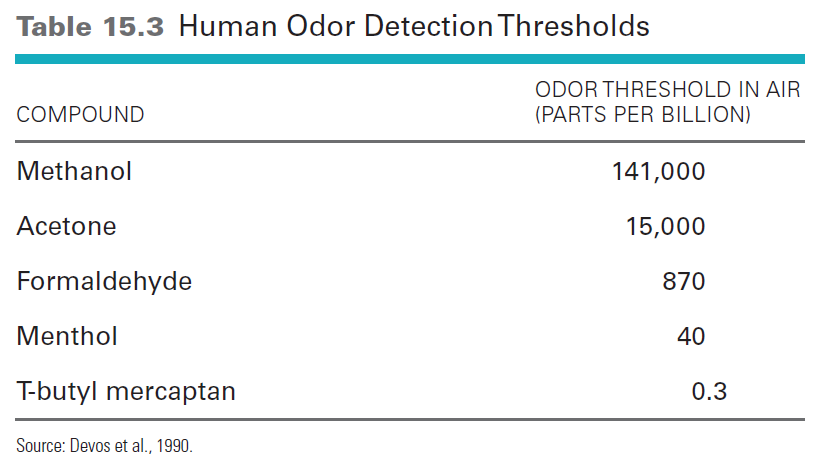 Table 15.3 Human Odor Detection Thresholds
COMPOUND
ODOR THRESHOLD IN AIR
(PARTS PER BILLION)
Methanol 141,000
Acetone 15,000
Formaldehyde 870
Menthol 40
T-butyl mercaptan 0.3
Source: Devos et al., 1990.